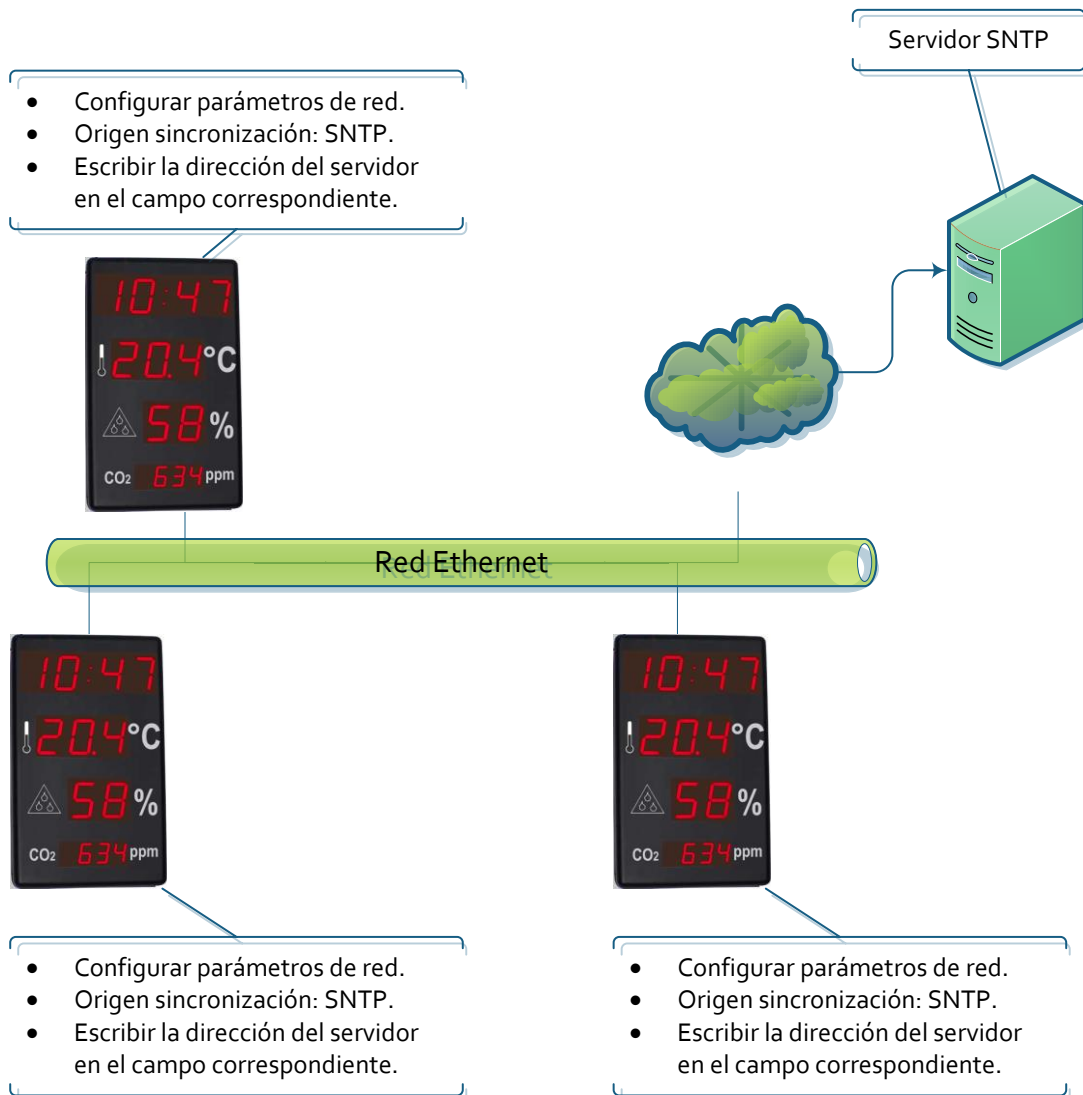 Servidor SNTP
• Configurar parámetros de red.
• Origen sincronización: SNTP.
• Escribir la dirección del servidor
en el campo correspondiente.
10:47
20.4°C
58%
CO₂ 634 ppm
Red Ethernet
10:47
20.4°C
58%
CO₂ 634 ppm
10:47
20.4°C
58%
CO₂ 634 ppm
• Configurar parámetros de red.
• Origen sincronización: SNTP.
• Escribir la dirección del servidor
en el campo correspondiente.
• Configurar parámetros de red.
• Origen sincronización: SNTP.
• Escribir la dirección del servidor
en el campo correspondiente.